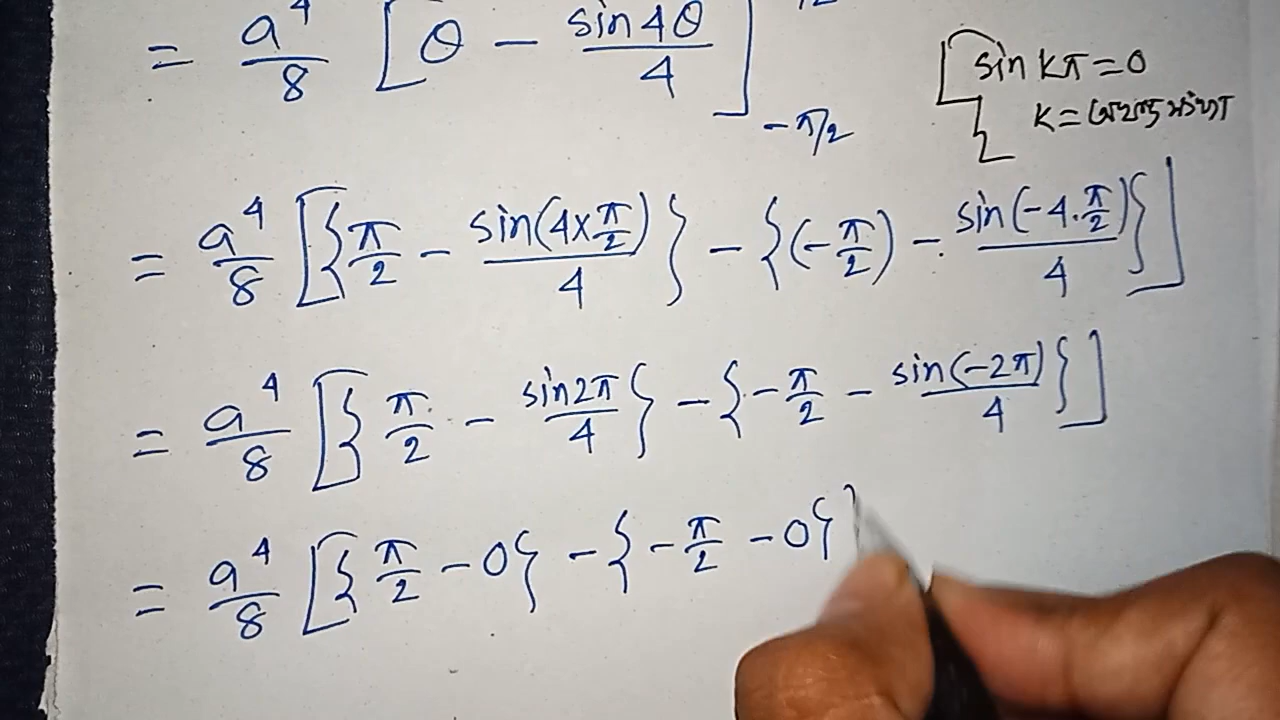 = a⁴/8 [θ − sin4θ/4]
−π/2
sin kπ = 0
k =
= a⁴/8 [{π/2 − sin(4×π/2)/4} − {(−π/2) − sin(−4.π/2)/4}]
= a⁴/8 [{π/2 − sin2π/4} − {−π/2 − sin(−2π)/4}]
= a⁴/8 [{π/2 − 0} − {−π/2 − 0}